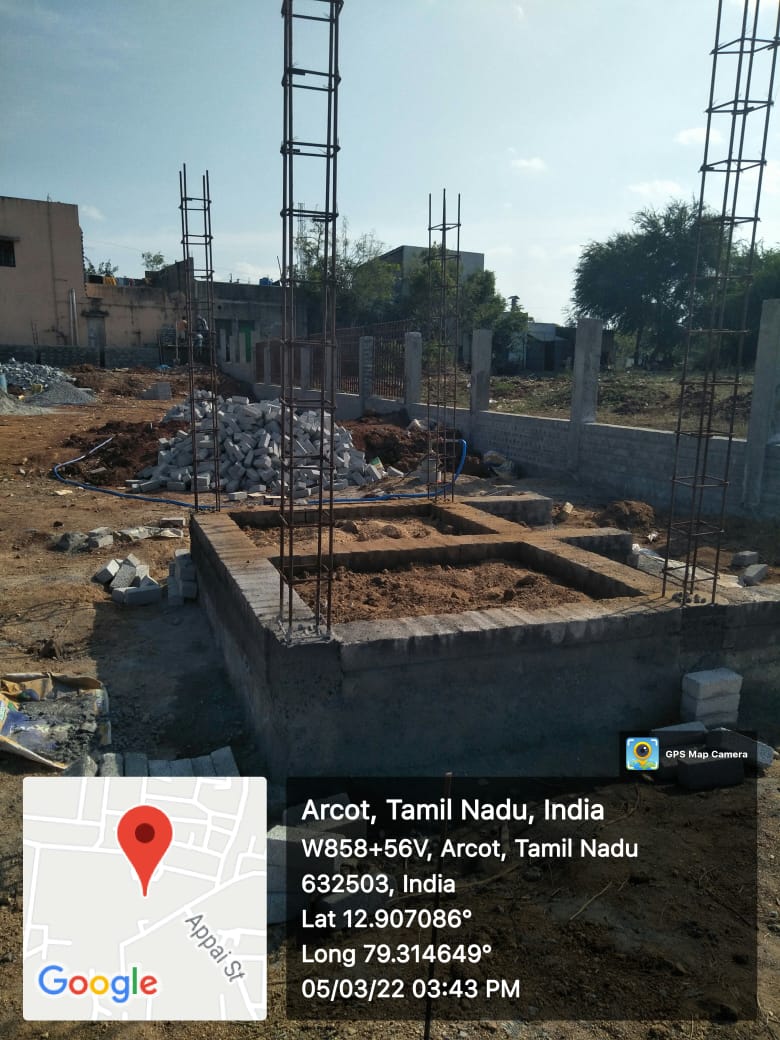 GPS Map Camera
Arcot, Tamil Nadu, India
W858+56V, Arcot, Tamil Nadu
632503, India
Lat 12.907086°
Long 79.314649°
05/03/22 03:43 PM
Appai St
Google